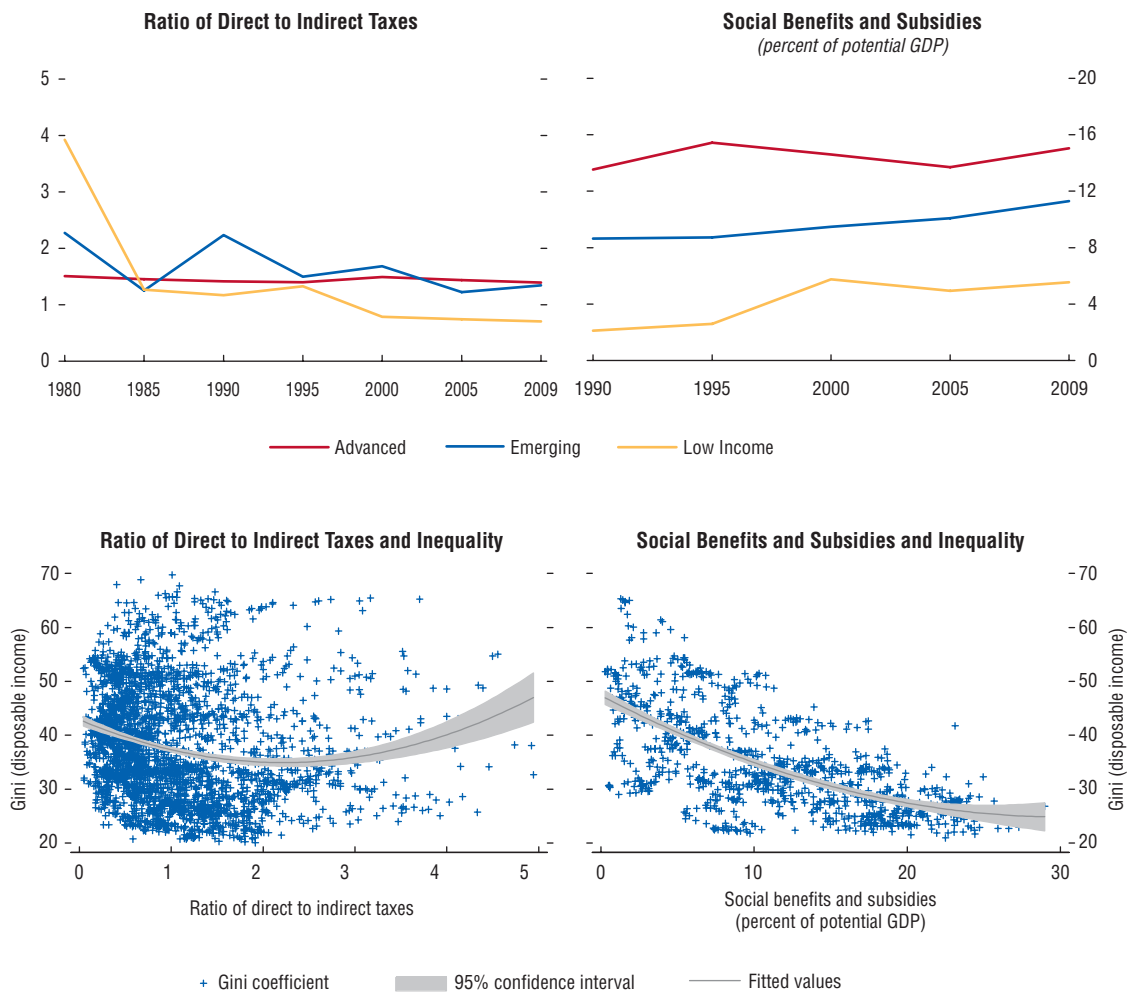 Ratio of Direct to Indirect Taxes
5
4
3
2
1
0
1980 1985 1990 1995 2000 2005 2009
Social Benefits and Subsidies
(percent of potential GDP)
20
16
12
8
4
0
1990 1995 2000 2005 2009
Advanced Emerging Low Income
Ratio of Direct to Indirect Taxes and Inequality
Gini (disposable income)
70
60
50
40
30
20
0 1 2 3 4 5
Ratio of direct to indirect taxes
Social Benefits and Subsidies and Inequality
70
60
50
40
30
20
Gini (disposable income)
0 10 20 30
Social benefits and subsidies
(percent of potential GDP)
Gini coefficient 95% confidence interval Fitted values